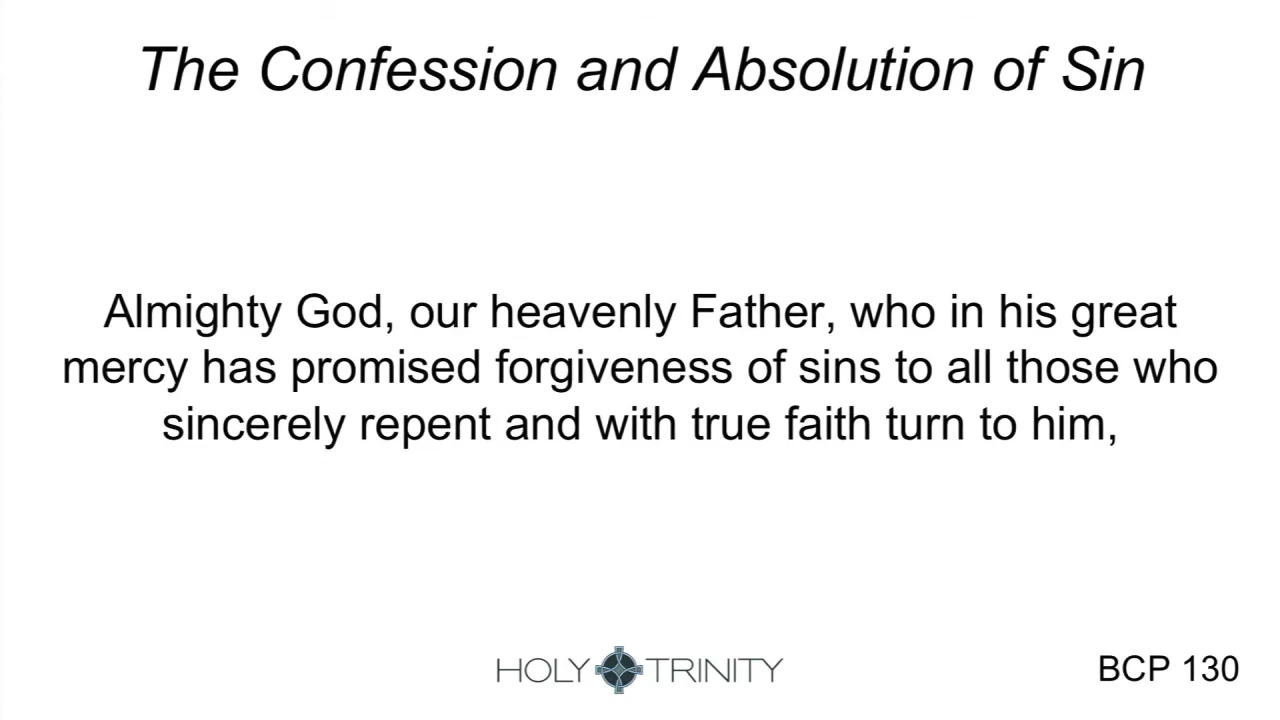 The Confession and Absolution of Sin
Almighty God, our heavenly Father, who in his great
mercy has promised forgiveness of sins to all those who
sincerely repent and with true faith turn to him,
HOLY TRINITY
BCP 130